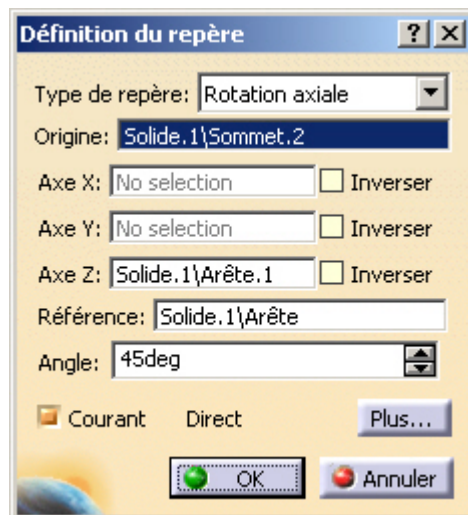 Définition du repère
Type de repère: Rotation axiale
Origine: Solide.1\Sommet.2
Axe X: No selection Inverser
Axe Y: No selection Inverser
Axe Z: Solide.1\Arête.1 Inverser
Référence: Solide.1\Arête
Angle: 45deg
Courant Direct Plus...
OK Annuler